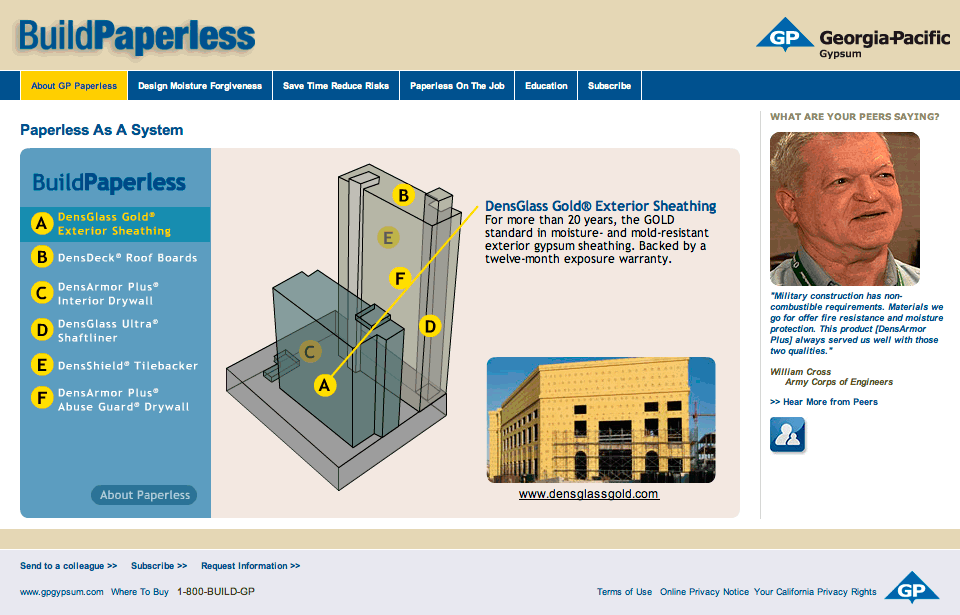 BuildPaperless
GP Georgia-Pacific
Gypsum
About GP Paperless
Design Moisture Forgiveness
Save Time Reduce Risks
Paperless On The Job
Education
Subscribe
Paperless As A System
BuildPaperless
A DensGlass Gold®
Exterior Sheathing
B DensDeck® Roof Boards
C DensArmor Plus®
Interior Drywall
D DensGlass Ultra®
Shaftliner
E DensShield® Tilebacker
F DensArmor Plus®
Abuse Guard® Drywall
About Paperless
B
E
F
D
C
A
DensGlass Gold® Exterior Sheathing
For more than 20 years, the GOLD
standard in moisture- and mold-resistant
exterior gypsum sheathing. Backed by a
twelve-month exposure warranty.
www.densglassgold.com
WHAT ARE YOUR PEERS SAYING?
"Military construction has non-
combustible requirements. Materials we
go for offer fire resistance and moisture
protection. This product [DensArmor
Plus] always served us well with those
two qualities."
William Cross
Army Corps of Engineers
>> Hear More from Peers
Send to a colleague >>
Subscribe >>
Request Information >>
www.gpgypsum.com
Where To Buy
1-800-BUILD-GP
Terms of Use
Online Privacy Notice
Your California Privacy Rights
GP